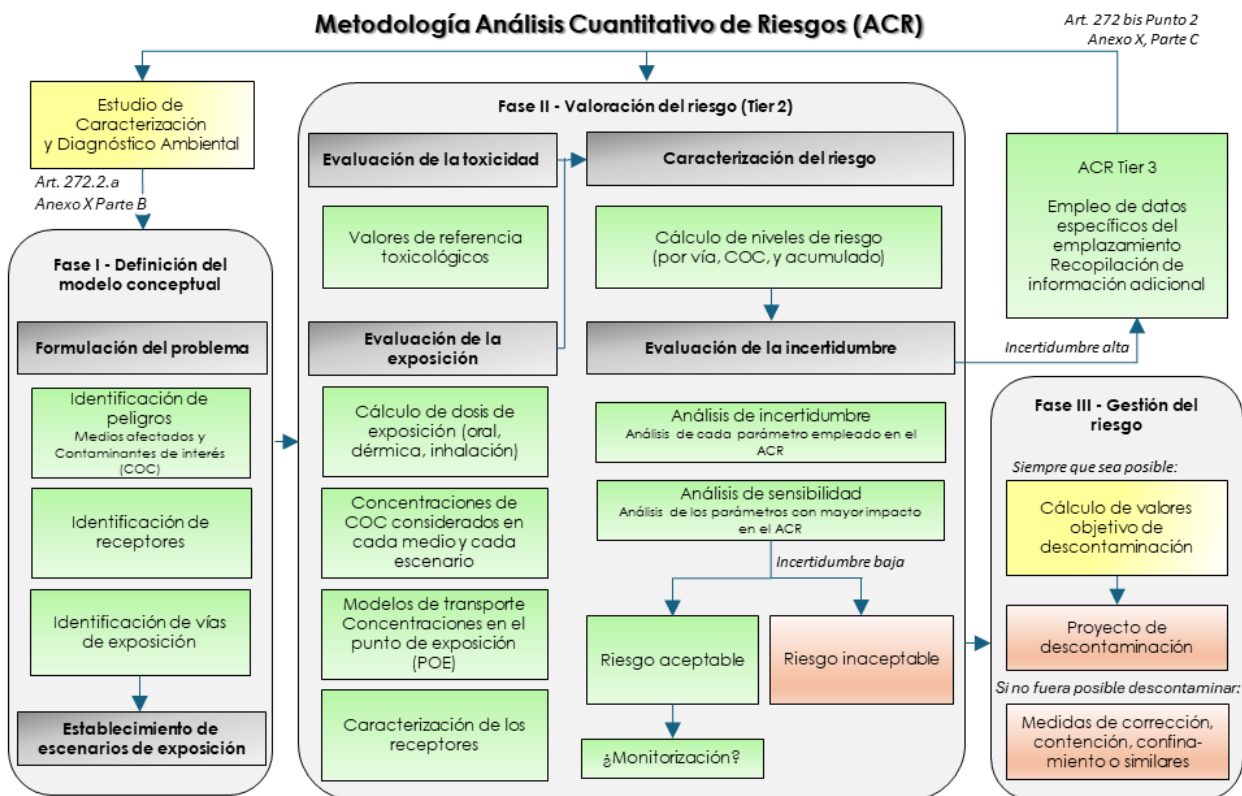 Metodología Análisis Cuantitativo de Riesgos (ACR)
Art. 272 bis Punto 2
Anexo X, Parte C
Estudio de
Caracterización
y Diagnóstico Ambiental
Art. 272.2.a
Anexo X Parte B
Fase I - Definición del
modelo conceptual
Formulación del problema
Identificación de
peligros
Medios afectados y
Contaminantes de interés
(COC)
Identificación de
receptores
Identificación de vías
de exposición
Establecimiento de
escenarios de exposición
Fase II - Valoración del riesgo (Tier 2)
Evaluación de la toxicidad
Valores de referencia
toxicológicos
Evaluación de la
exposición
Cálculo de dosis de
exposición (oral,
dérmica, inhalación)
Concentraciones de
COC considerados en
cada medio y cada
escenario
Modelos de transporte
Concentraciones en el
punto de exposición
(POE)
Caracterización de los
receptores
Caracterización del riesgo
Cálculo de niveles de riesgo
(por vía, COC, y acumulado)
Evaluación de la incertidumbre
Análisis de incertidumbre
Análisis de cada parámetro empleado en el
ACR
Análisis de sensibilidad
Análisis de los parámetros con mayor impacto
en el ACR
Incertidumbre baja
Riesgo aceptable
Riesgo inaceptable
¿Monitorización?
ACR Tier 3
Empleo de datos
específicos del
emplazamiento
Recopilación de
información adicional
Incertidumbre alta
Fase III - Gestión del
riesgo
Siempre que sea posible:
Cálculo de valores
objetivo de
descontaminación
Proyecto de
descontaminación
Si no fuera posible descontaminar:
Medidas de corrección,
contención, confina-
miento o similares